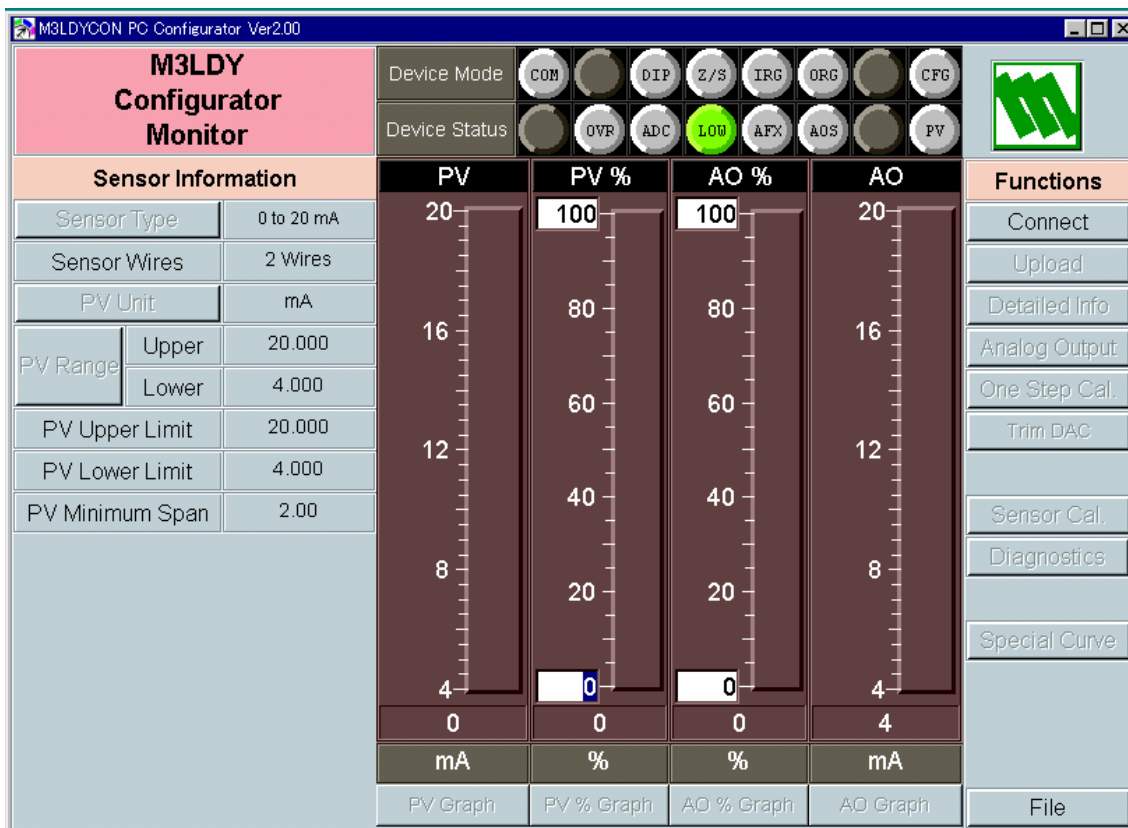 M3LDYCON PC Configurator Ver2.00
M3LDY
Configurator
Monitor
Device Mode COM DIP Z/S IRG ORG CFG
Device Status OVR ADC LOW AFX AOS PV
Sensor Information
Sensor Type 0 to 20 mA
Sensor Wires 2 Wires
PV Unit mA
PV Range Upper 20.000
Lower 4.000
PV Upper Limit 20.000
PV Lower Limit 4.000
PV Minimum Span 2.00
PV
20
16
12
8
4
0
mA
PV Graph
PV %
100
80
60
40
20
0
0
%
PV % Graph
AO %
100
80
60
40
20
0
0
%
AO % Graph
AO
20
16
12
8
4
4
mA
AO Graph
Functions
Connect
Upload
Detailed Info
Analog Output
One Step Cal.
Trim DAC
Sensor Cal.
Diagnostics
Special Curve
File